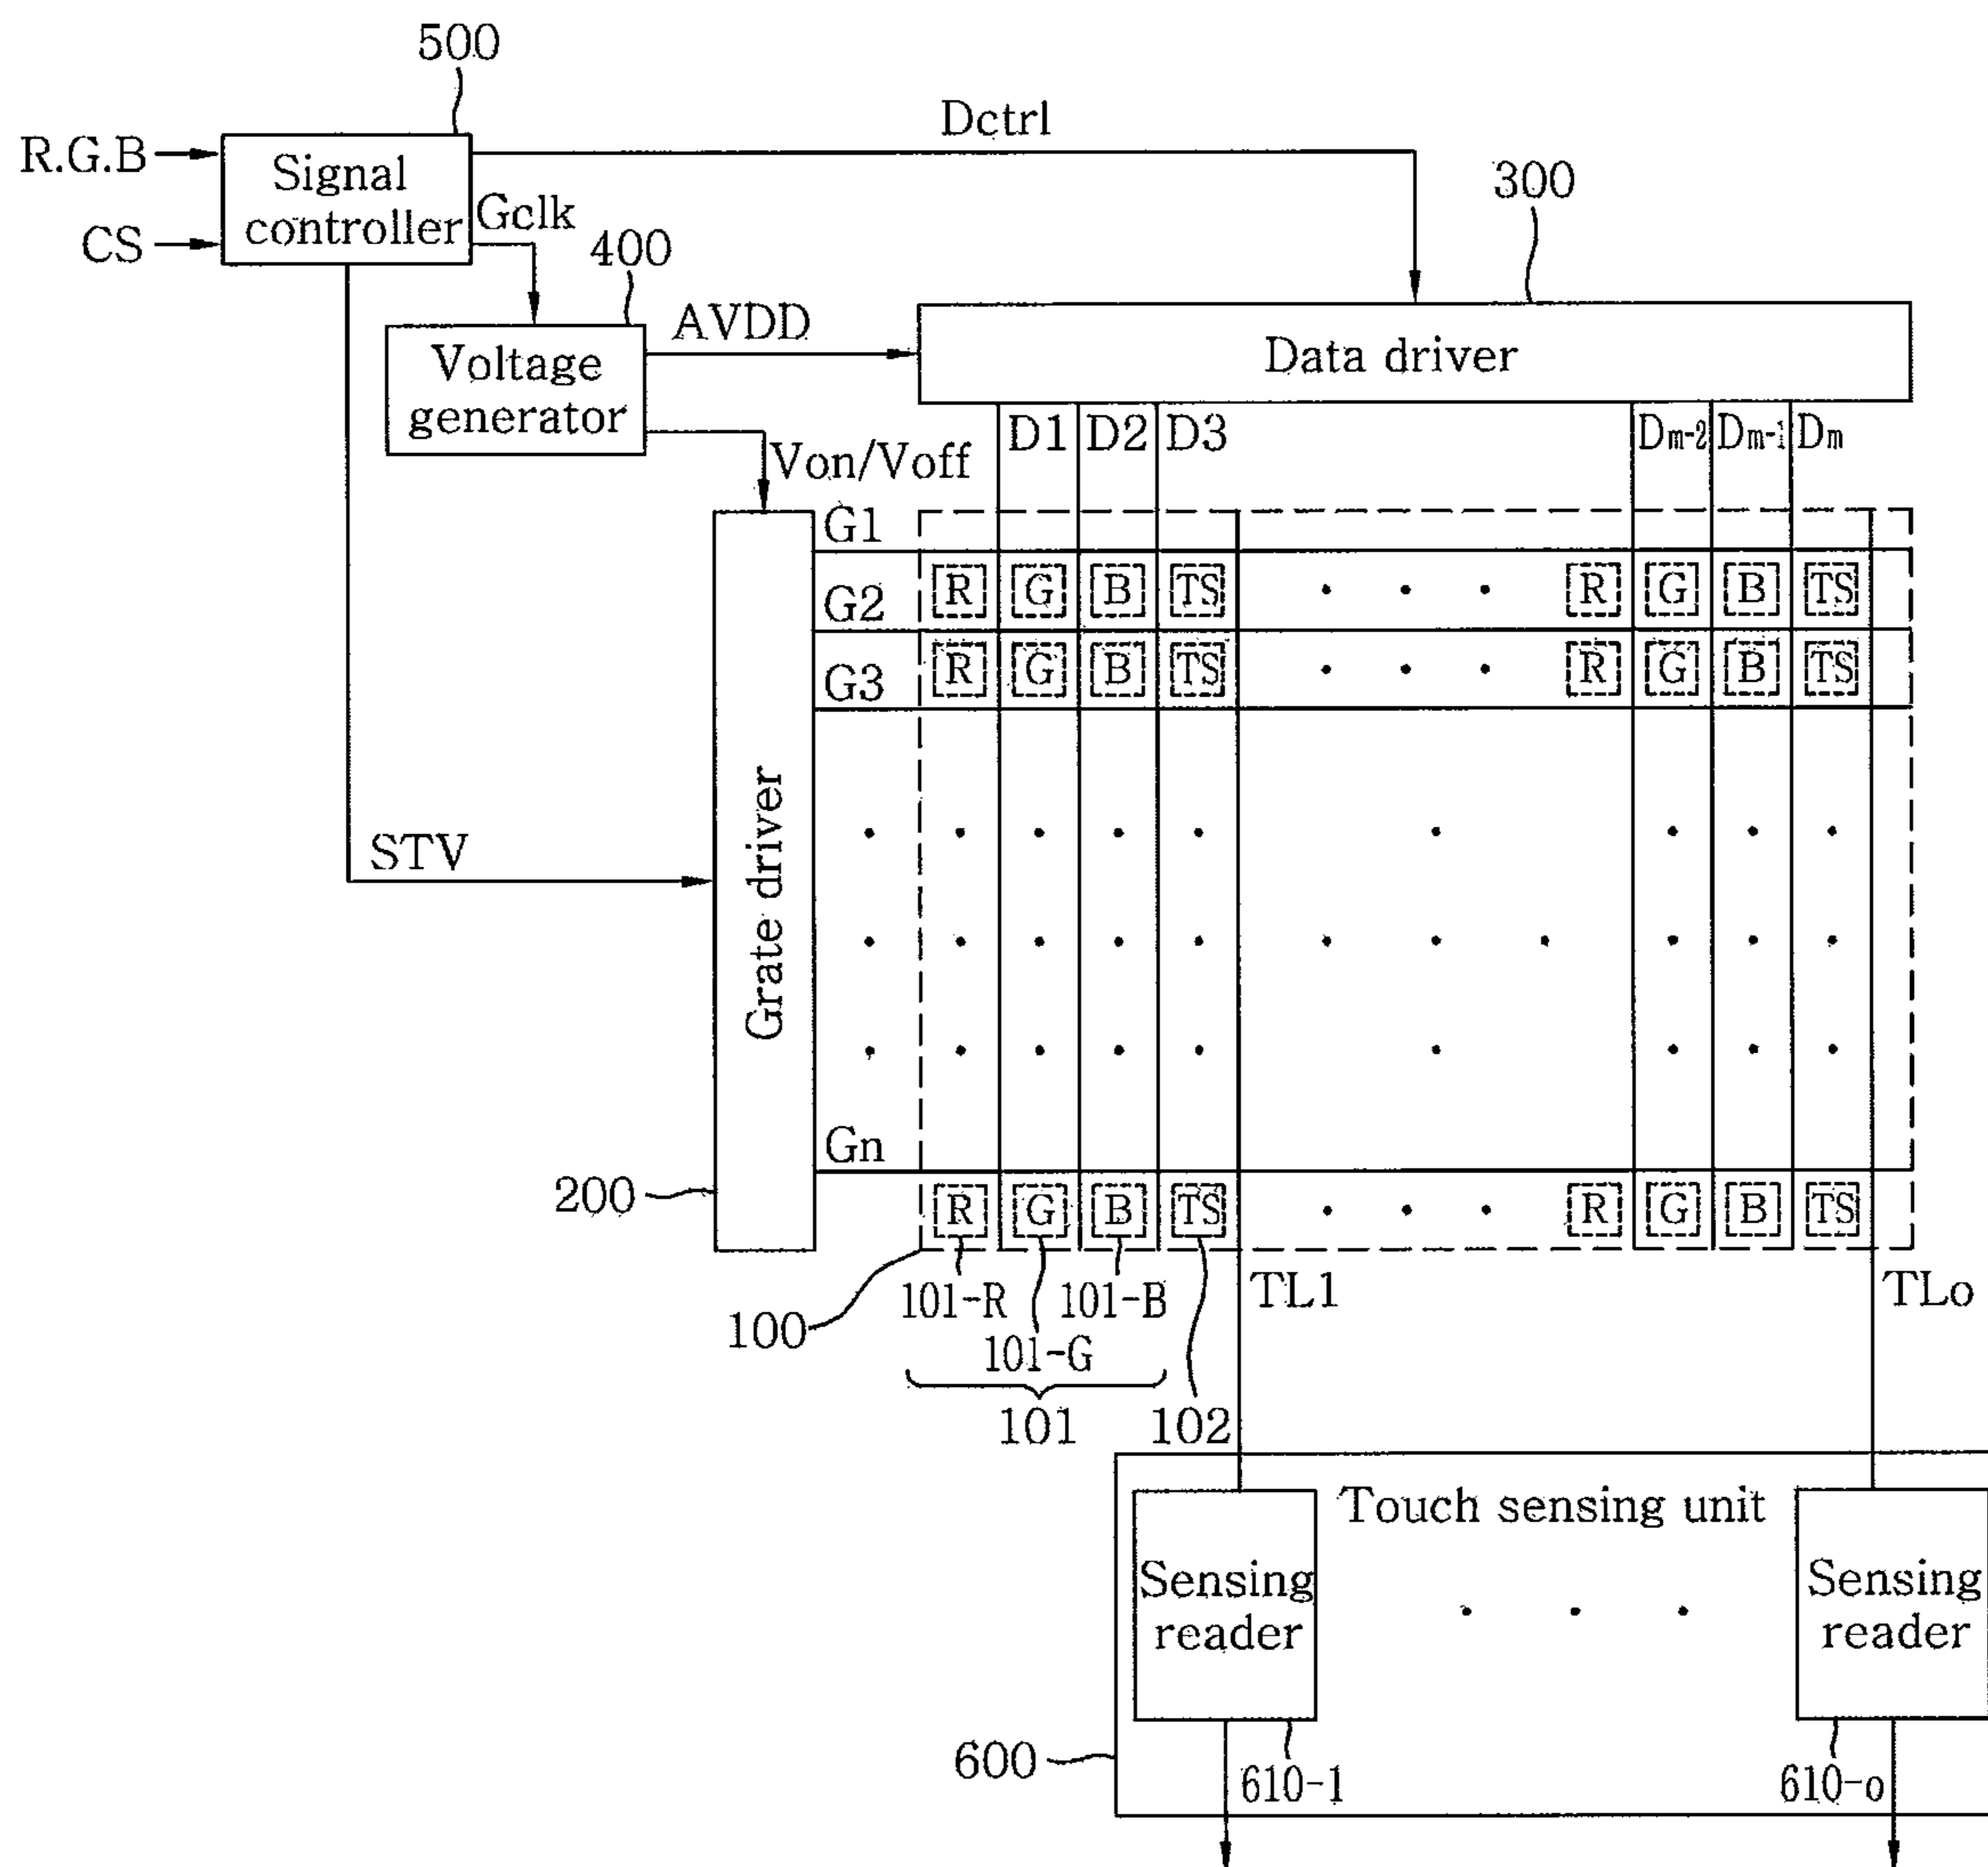 500
Dctrl
R.G.B
Signal
controller
300
Gclk
CS
400
AVDD
Voltage
generator
Data driver
D1 D2 D3 Dm-2 Dm-1 Dm
Von/Voff
G1
R G B TS R G B TS
G2
R G B TS R G B TS
G3
Grate driver
STV
Gn
200
R G B TS R G B TS
101-R 101-B TL1 TLo
100
101-G
101 102
Touch sensing unit
Sensing
reader
Sensing
reader
600
610-1 610-o